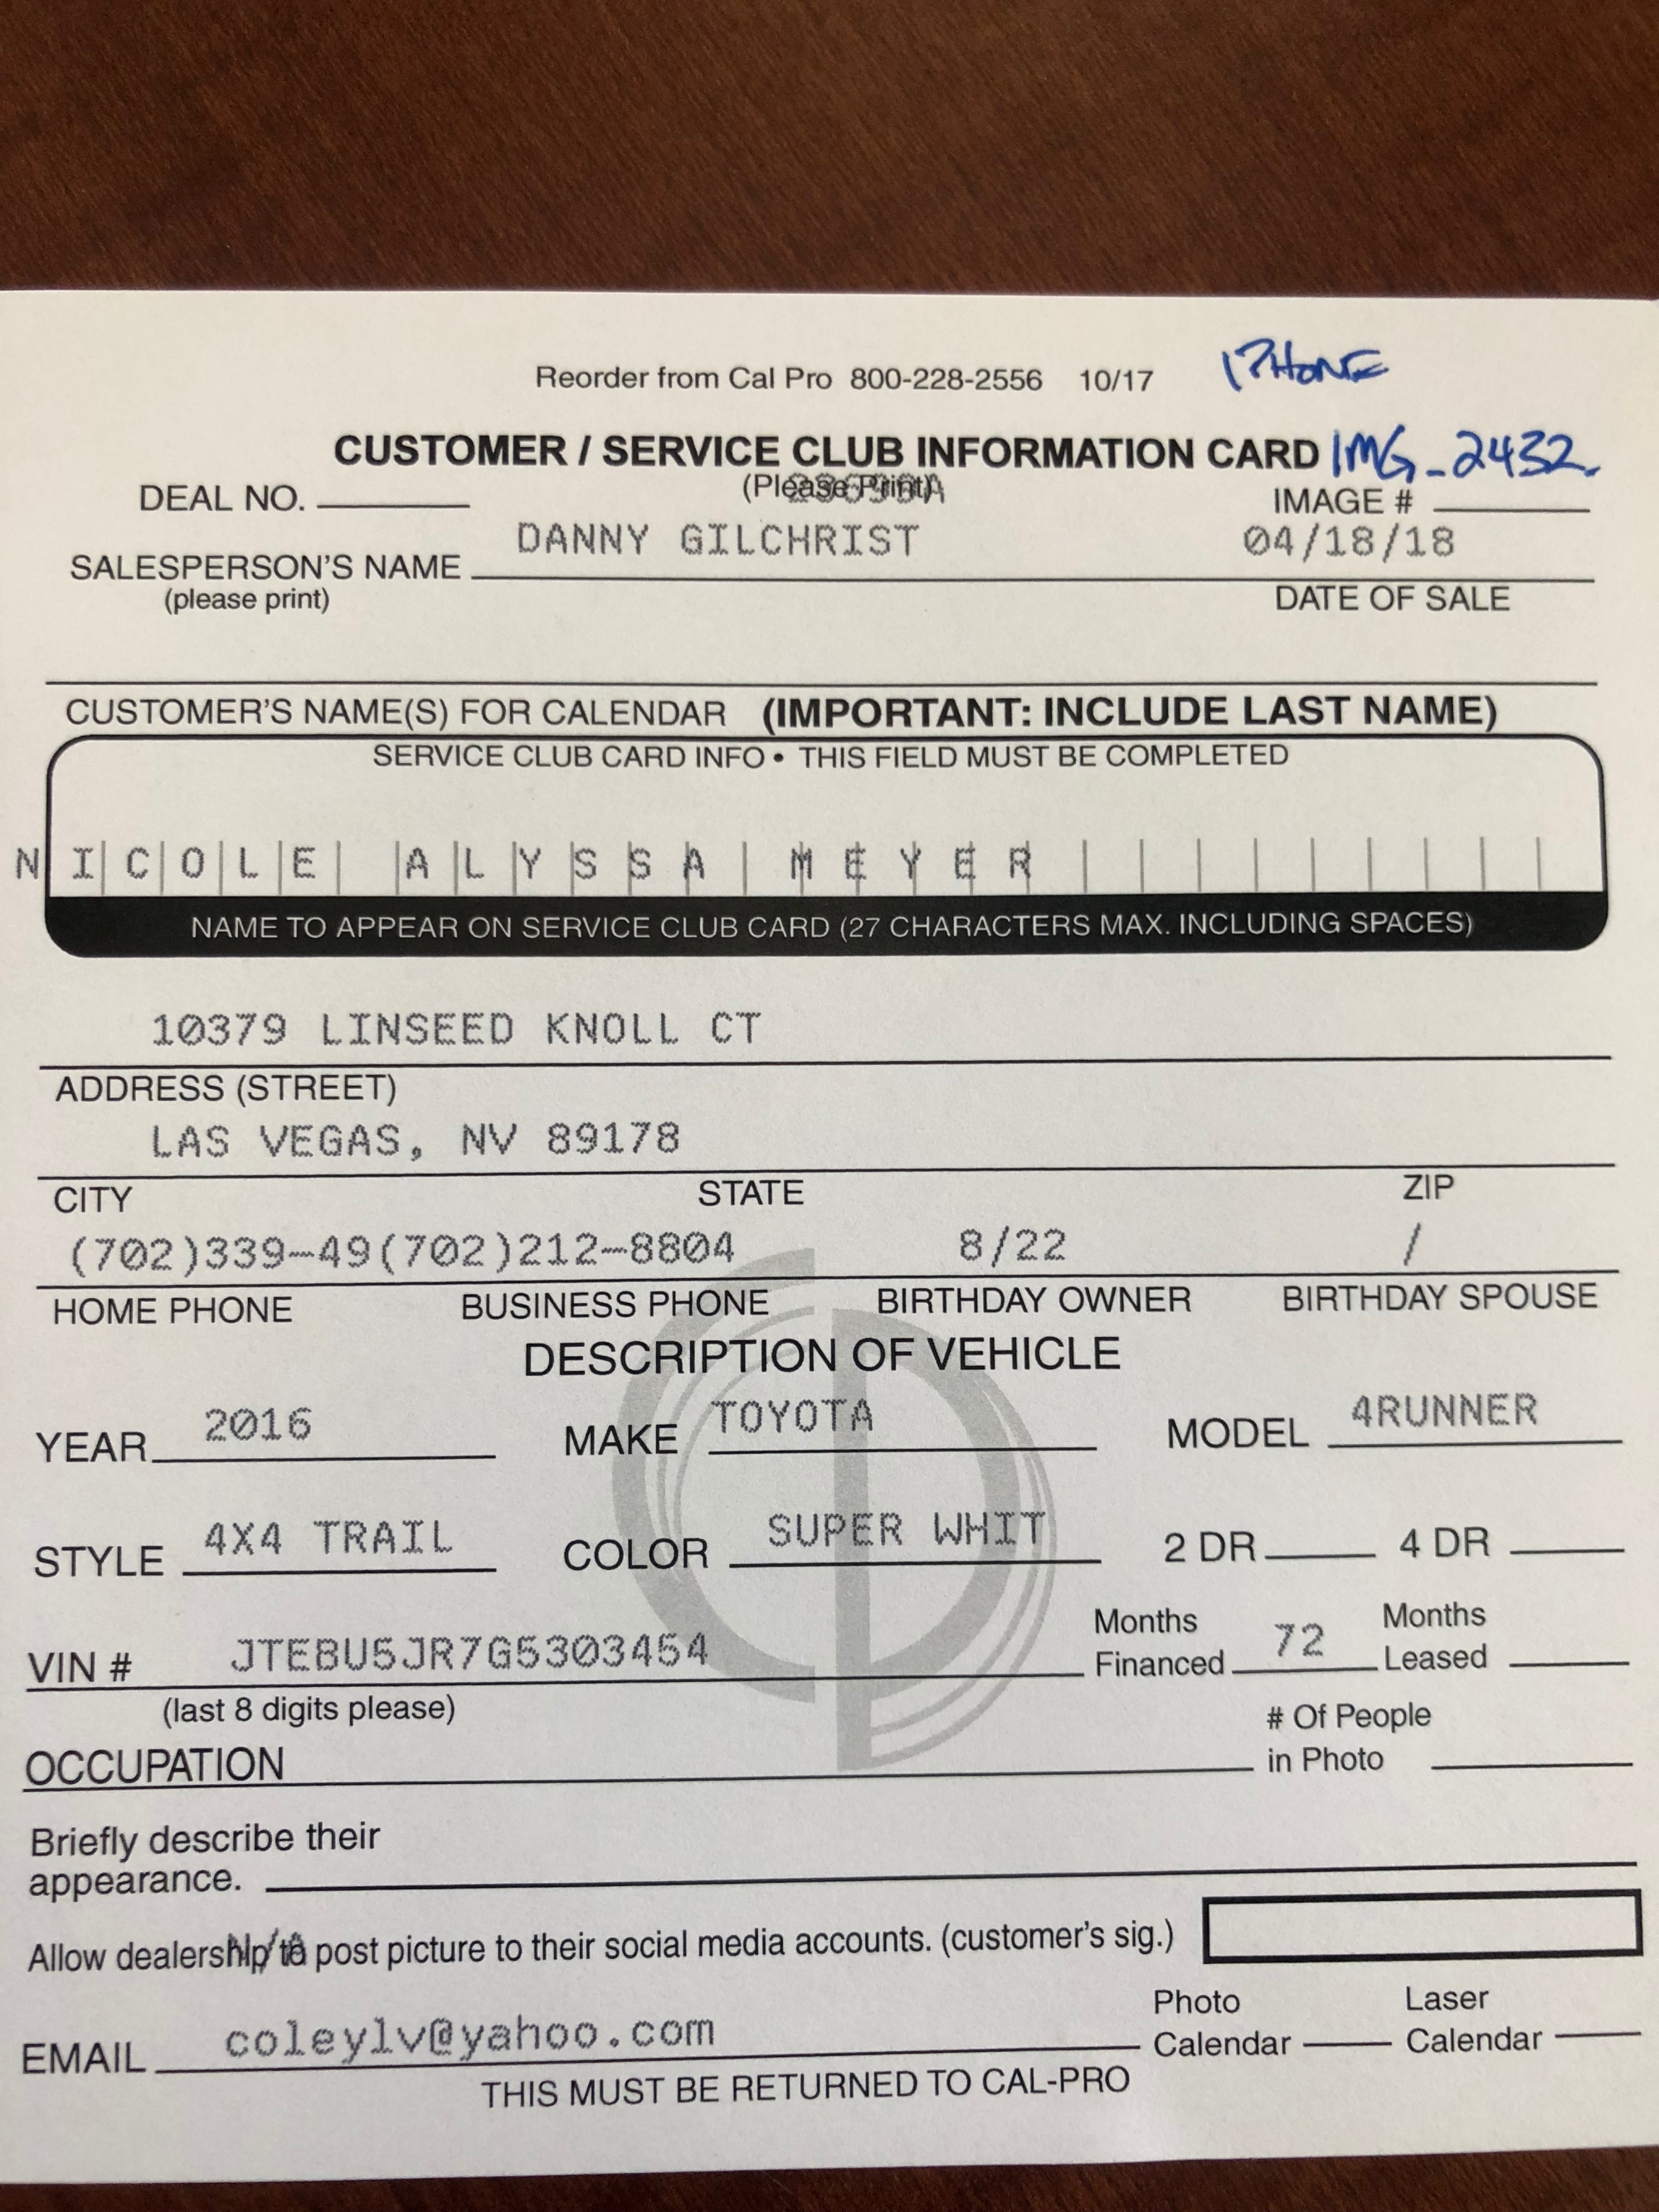 Reorder from Cal Pro 800-228-2556 10/17 IPHONE
CUSTOMER / SERVICE CLUB INFORMATION CARD IMG_2432
(Please Print)
DEAL NO. IMAGE #
DANNY GILCHRIST 04/18/18
SALESPERSON'S NAME
(please print) DATE OF SALE
CUSTOMER'S NAME(S) FOR CALENDAR (IMPORTANT: INCLUDE LAST NAME)
SERVICE CLUB CARD INFO • THIS FIELD MUST BE COMPLETED
NICOLE ALYSSA MEYER
NAME TO APPEAR ON SERVICE CLUB CARD (27 CHARACTERS MAX. INCLUDING SPACES)
10379 LINSEED KNOLL CT
ADDRESS (STREET)
LAS VEGAS, NV 89178
CITY STATE ZIP
(702)339-49(702)212-8804 8/22 /
HOME PHONE BUSINESS PHONE BIRTHDAY OWNER BIRTHDAY SPOUSE
DESCRIPTION OF VEHICLE
YEAR 2016 MAKE TOYOTA MODEL 4RUNNER
STYLE 4X4 TRAIL COLOR SUPER WHIT 2 DR 4 DR
VIN # JTEBU5JR7G5303454 Months Financed 72 Months Leased
(last 8 digits please)
OCCUPATION # Of People in Photo
Briefly describe their
appearance.
N/A
Allow dealership to post picture to their social media accounts. (customer's sig.)
EMAIL coleylv@yahoo.com Photo Calendar Laser Calendar
THIS MUST BE RETURNED TO CAL-PRO